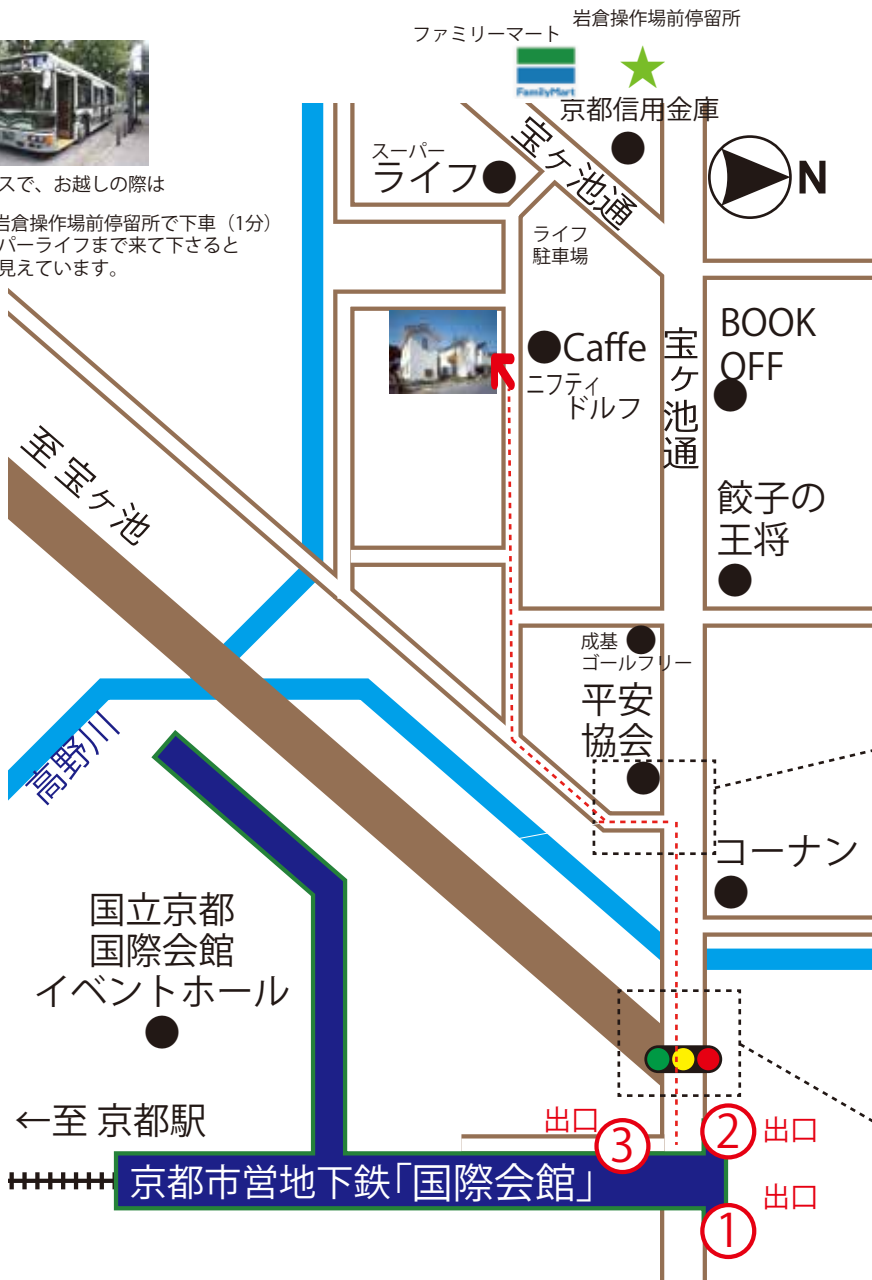 岩倉操作場前停留所
ファミリーマート
FamilyMart
京都信用金庫
スーパー
ライフ
宝ヶ池通
N
スで、お越しの際は
岩倉操作場前停留所で下車（1分）
パーライフまで来て下さると
見えています。
ライフ
駐車場
Caffe
ニフティ
ドルフ
宝ヶ池通
BOOK
OFF
至 宝ヶ池
餃子の
王将
成基
ゴールフリー
平安
協会
高野川
コーナン
国立京都
国際会館
イベントホール
←至 京都駅
出口
3
2
出口
京都市営地下鉄「国際会館」
出口
1